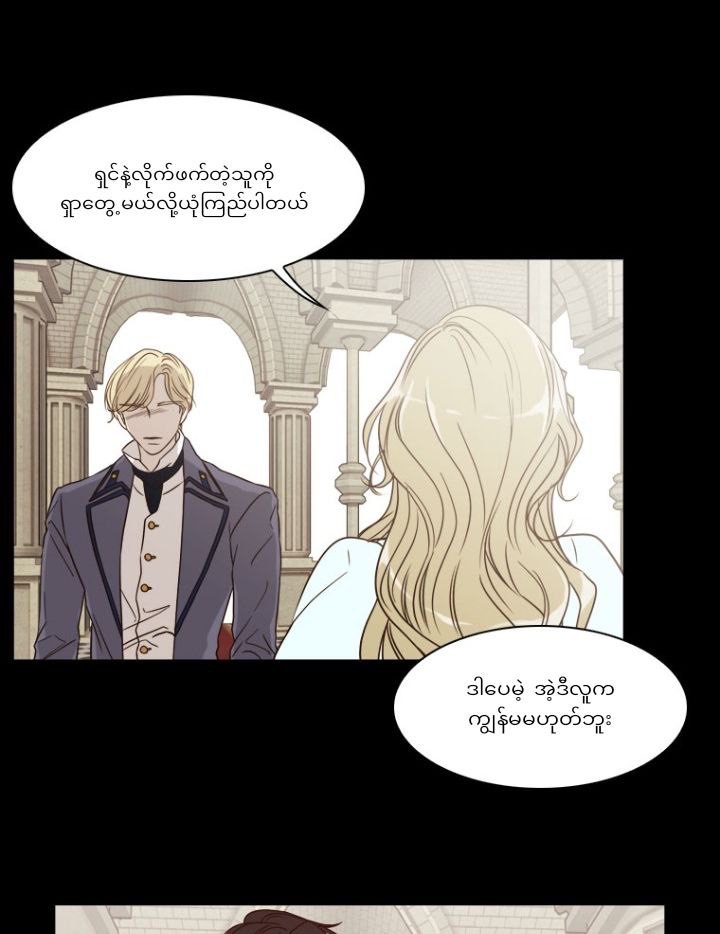 ရှင်နဲ့လိုက်ဖက်တဲ့သူကို
ရှာတွေ့မယ်လို့ယုံကြည်ပါတယ်
ဒါပေမဲ့ အဲ့ဒီလူက
ကျွန်မမဟုတ်ဘူး